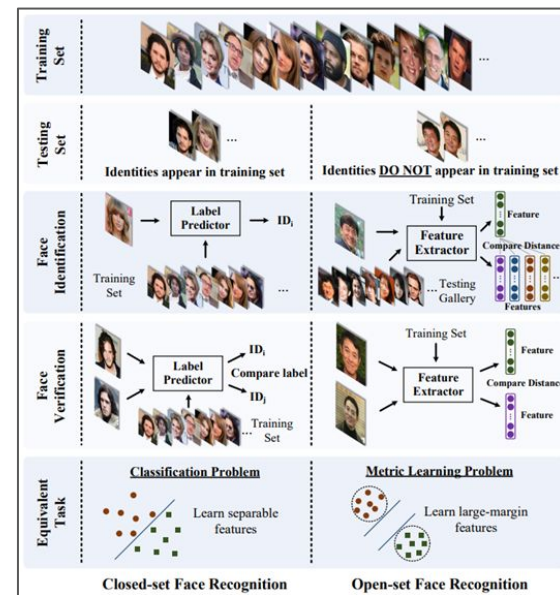 Training
Set
...
Testing
Set
...
...
Identities appear in training set
Identities DO NOT appear in training set
Face
Identification
Label
Predictor
ID_i
Training
Set
...
Training Set
Feature
Extractor
Feature
Compare Distance
...
Testing
Gallery
...
Features
Face
Verification
Label
Predictor
ID_i
Compare label
ID_j
...
Training
Set
Training Set
Feature
Extractor
Feature
Compare Distance
Feature
Equivalent
Task
Classification Problem
Learn separable
features
Metric Learning Problem
Learn large-margin
features
Closed-set Face Recognition
Open-set Face Recognition